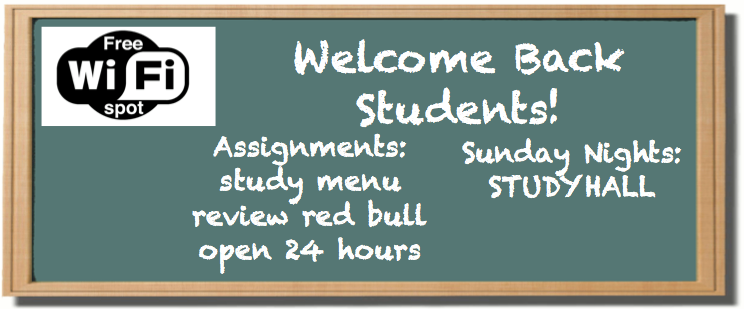 Free
Wi Fi
spot
Welcome Back
Students!
Assignments:
study menu
review red bull
open 24 hours
Sunday Nights:
STUDYHALL